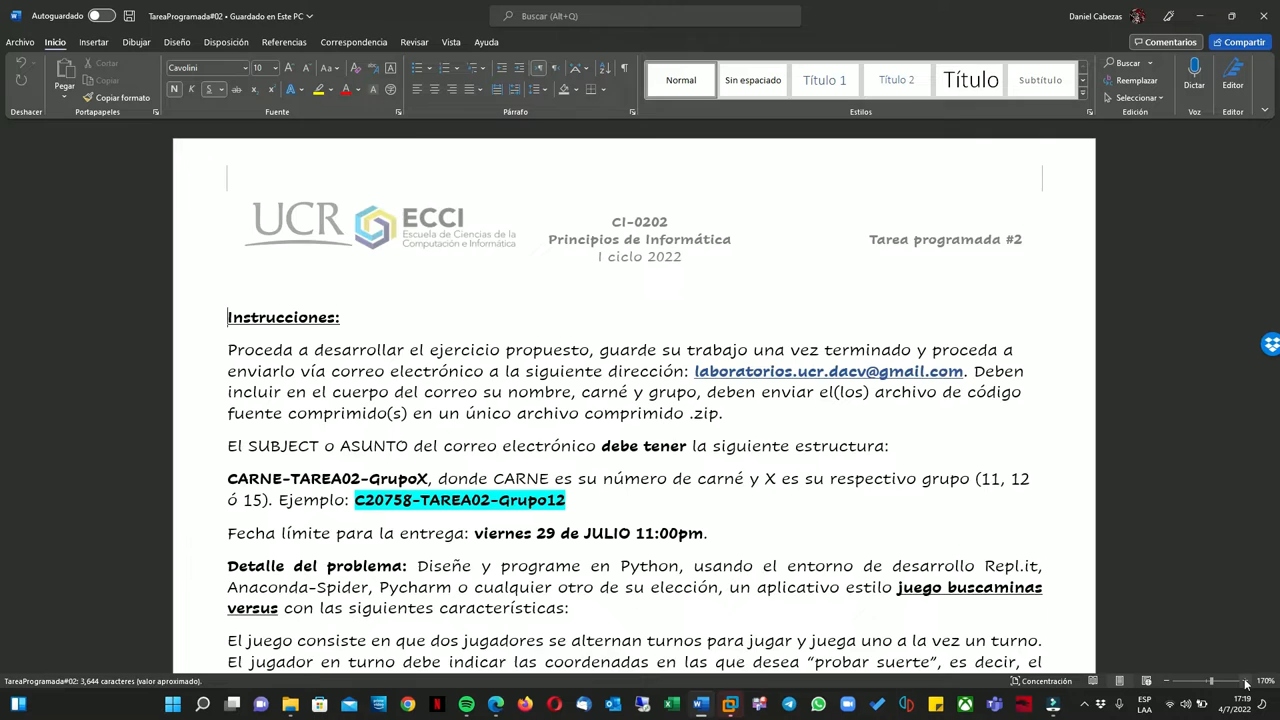 Autoguardado
TareaProgramada#02 • Guardado en Este PC
Buscar (Alt+Q)
Daniel Cabezas
Archivo Inicio Insertar Dibujar Diseño Disposición Referencias Correspondencia Revisar Vista Ayuda
Comentarios
Compartir
Pegar
Cortar
Copiar
Copiar formato
Cavolini
10
Normal
Sin espaciado
Título 1
Título 2
Título
Subtítulo
Buscar
Reemplazar
Seleccionar
Dictar
Editor
Deshacer
Portapapeles
Fuente
Párrafo
Estilos
Edición
Voz
Editor
UCR
ECCI
Escuela de Ciencias de la
Computación e Informática
CI-0202
Principios de Informática
I ciclo 2022
Tarea programada #2
Instrucciones:
Proceda a desarrollar el ejercicio propuesto, guarde su trabajo una vez terminado y proceda a
enviarlo vía correo electrónico a la siguiente dirección: laboratorios.ucr.dacv@gmail.com. Deben
incluir en el cuerpo del correo su nombre, carné y grupo, deben enviar el(los) archivo de código
fuente comprimido(s) en un único archivo comprimido .zip.
El SUBJECT o ASUNTO del correo electrónico debe tener la siguiente estructura:
CARNE-TAREA02-GrupoX, donde CARNE es su número de carné y X es su respectivo grupo (11, 12
ó 15). Ejemplo: C20758-TAREA02-Grupo12
Fecha límite para la entrega: viernes 29 de JULIO 11:00pm.
Detalle del problema: Diseñe y programe en Python, usando el entorno de desarrollo Repl.it,
Anaconda-Spider, Pycharm o cualquier otro de su elección, un aplicativo estilo juego buscaminas
versus con las siguientes características:
El juego consiste en que dos jugadores se alternan turnos para jugar y juega uno a la vez un turno.
El jugador en turno debe indicar las coordenadas en las que desea “probar suerte”, es decir, el
TareaProgramada#02: 3,644 caracteres (valor aproximado).
Concentración
170%
ESP
LAA
17:19
4/7/2022